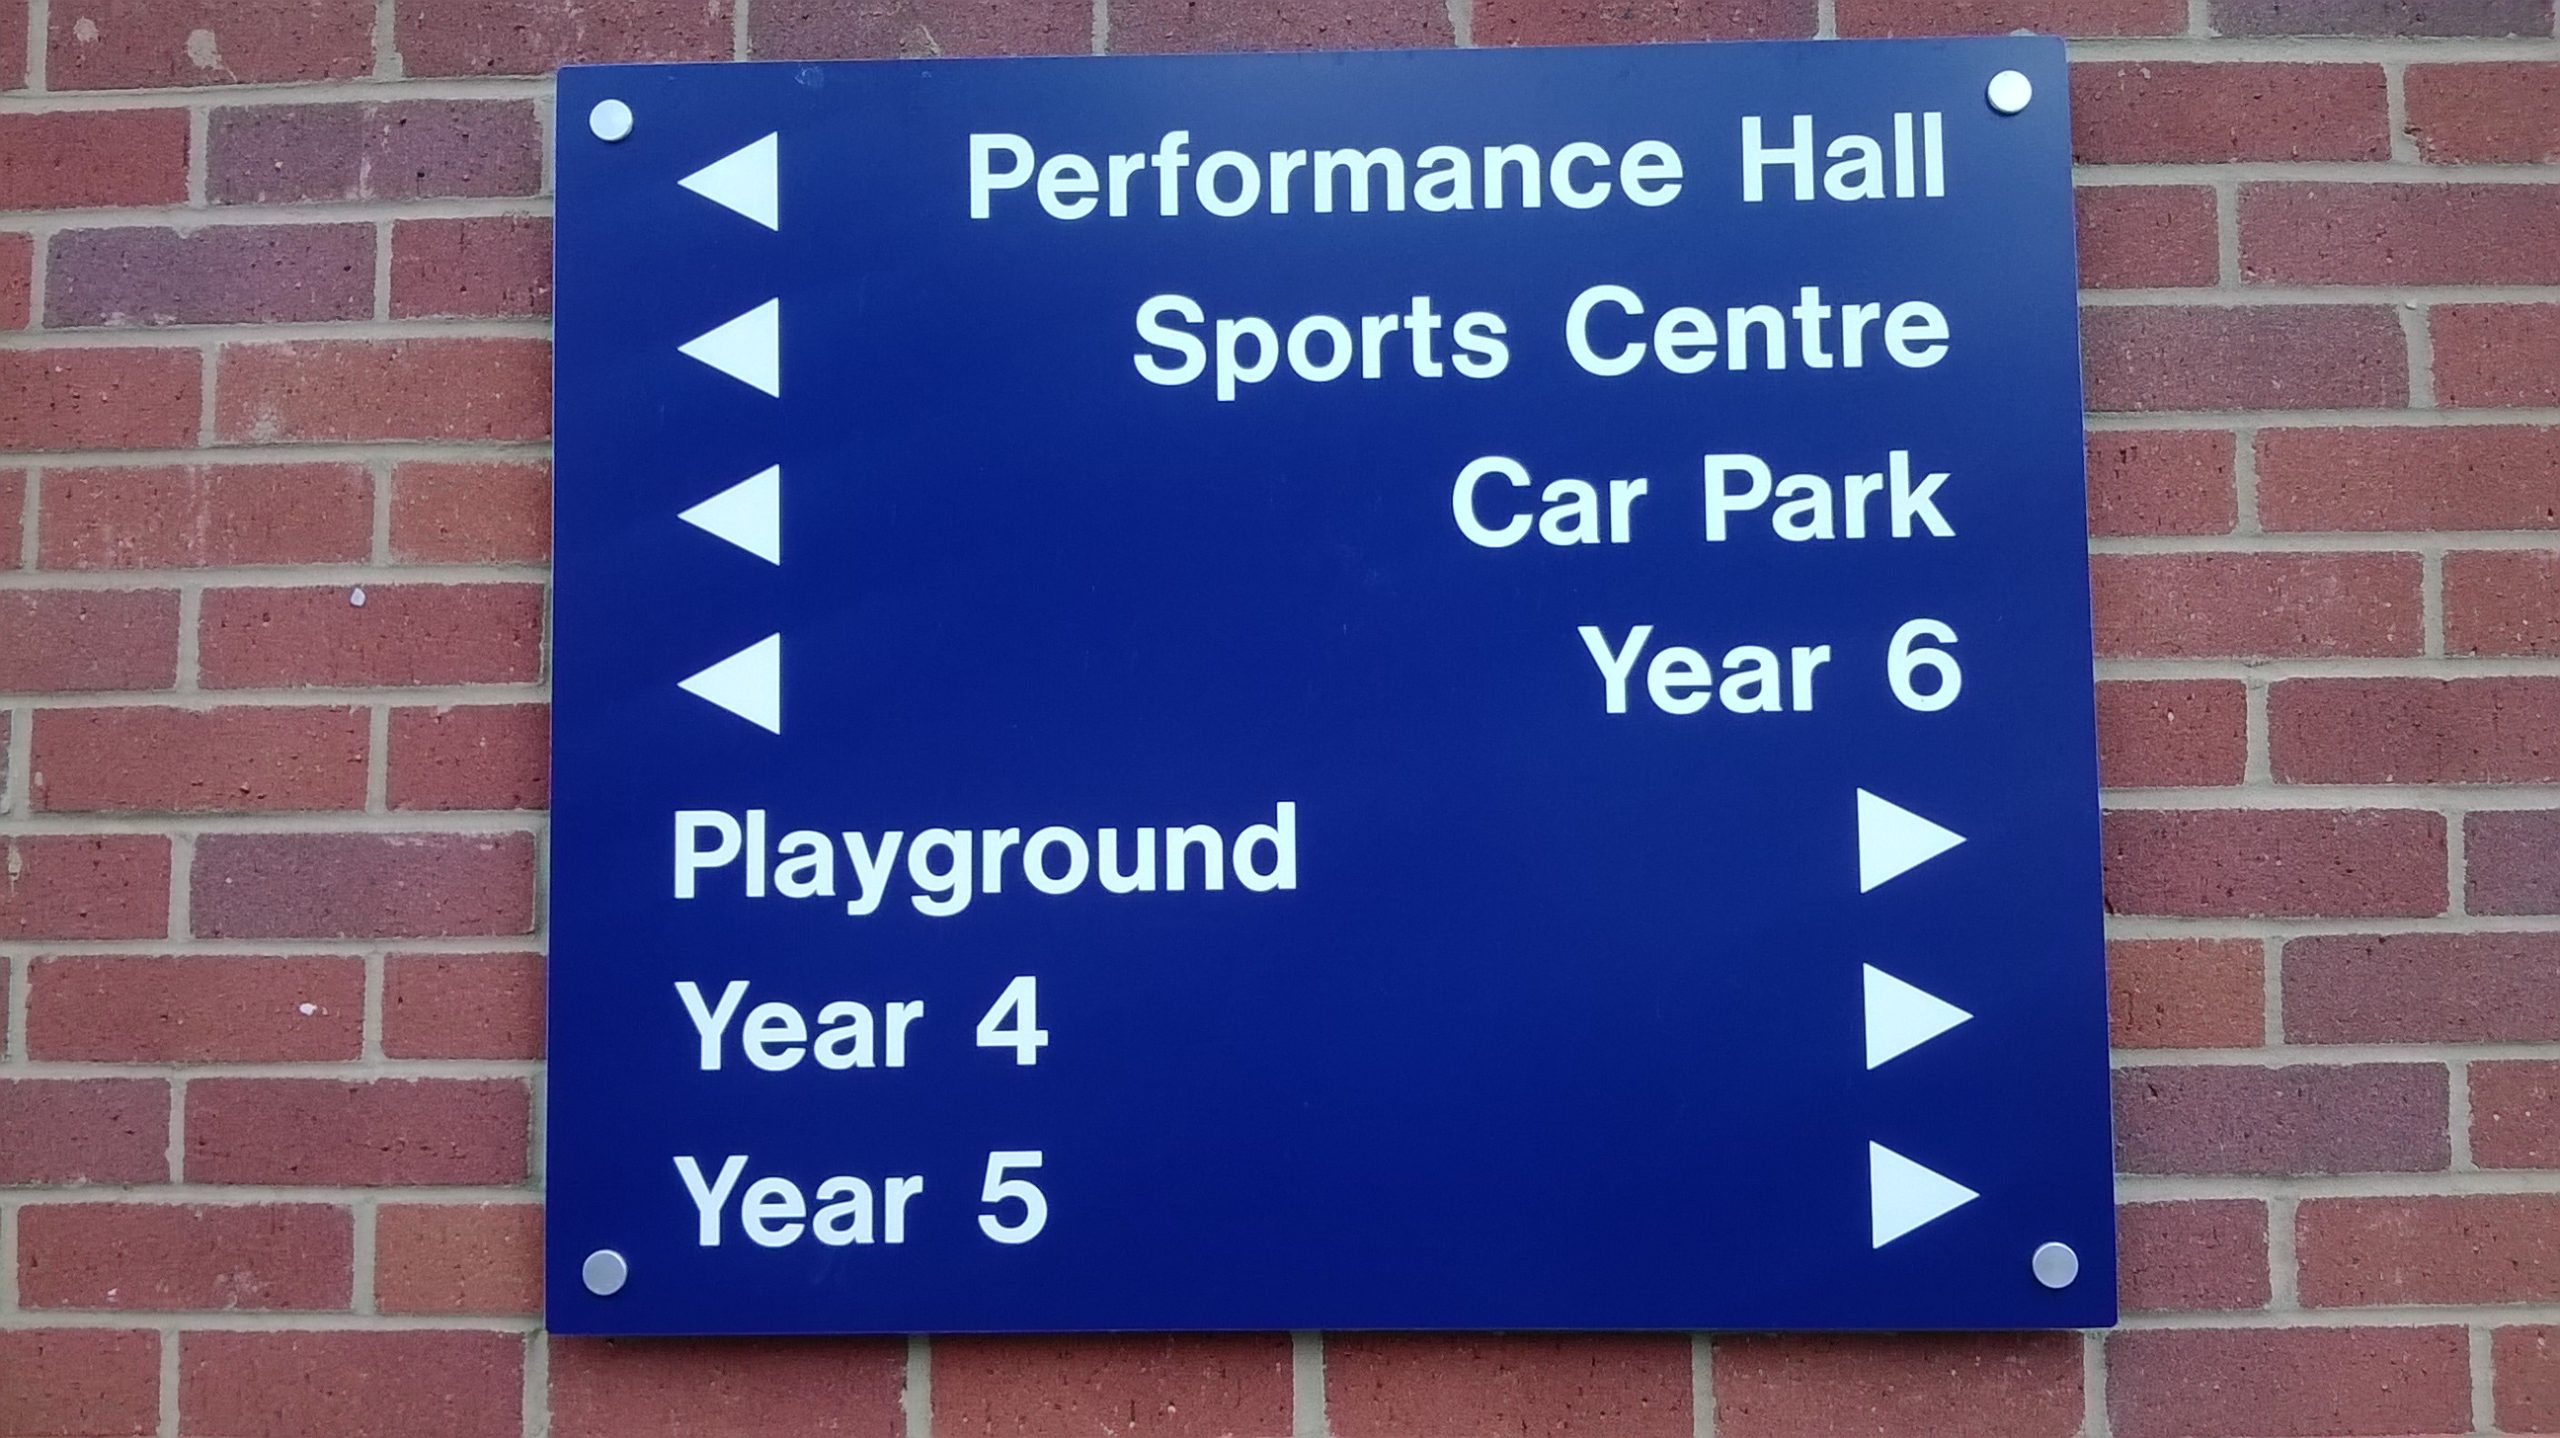 Performance Hall
Sports Centre
Car Park
Year 6
Playground
Year 4
Year 5